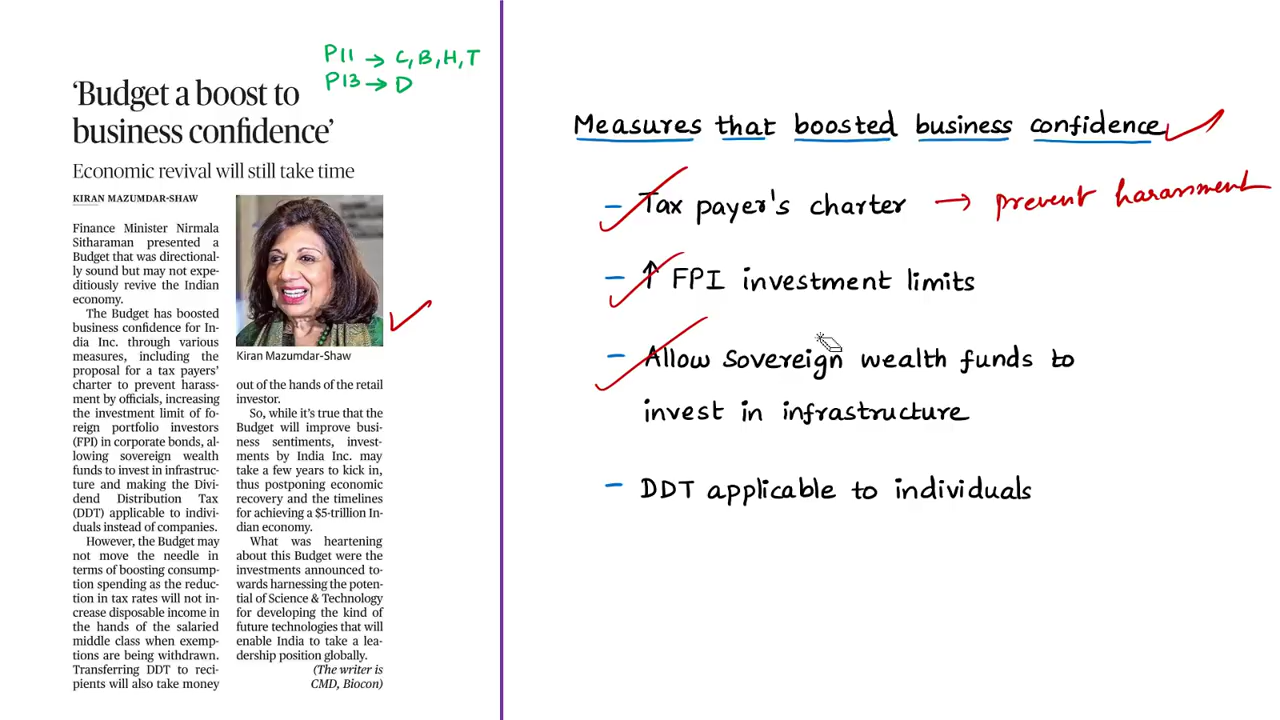 P11 → C, B, H, T
P13 → D
'Budget a boost to
business confidence'
Economic revival will still take time
KIRAN MAZUMDAR-SHAW
Finance Minister Nirmala
Sitharaman presented a
Budget that was directional-
ly sound but may not expe-
ditiously revive the Indian
economy.
The Budget has boosted
business confidence for In-
dia Inc. through various
measures, including the
proposal for a tax payers'
charter to prevent harass-
ment by officials, increasing
the investment limit of fo-
reign portfolio investors
(FPI) in corporate bonds, al-
lowing sovereign wealth
funds to invest in infrastruc-
ture and making the Divi-
dend Distribution Tax
(DDT) applicable to indivi-
duals instead of companies.
However, the Budget may
not move the needle in
terms of boosting consump-
tion spending as the reduc-
tion in tax rates will not in-
crease disposable income in
the hands of the salaried
middle class when exemp-
tions are being withdrawn.
Transferring DDT to reci-
pients will also take money
Kiran Mazumdar-Shaw
out of the hands of the retail
investor.
So, while it's true that the
Budget will improve busi-
ness sentiments, invest-
ments by India Inc. may
take a few years to kick in,
thus postponing economic
recovery and the timelines
for achieving a $5-trillion In-
dian economy.
What was heartening
about this Budget were the
investments announced to-
wards harnessing the poten-
tial of Science & Technology
for developing the kind of
future technologies that will
enable India to take a lea-
dership position globally.
(The writer is
CMD, Biocon)
Measures that boosted business confidence
- Tax payer's charter → prevent harassment
- ↑ FPI investment limits
- Allow sovereign wealth funds to
invest in infrastructure
- DDT applicable to individuals